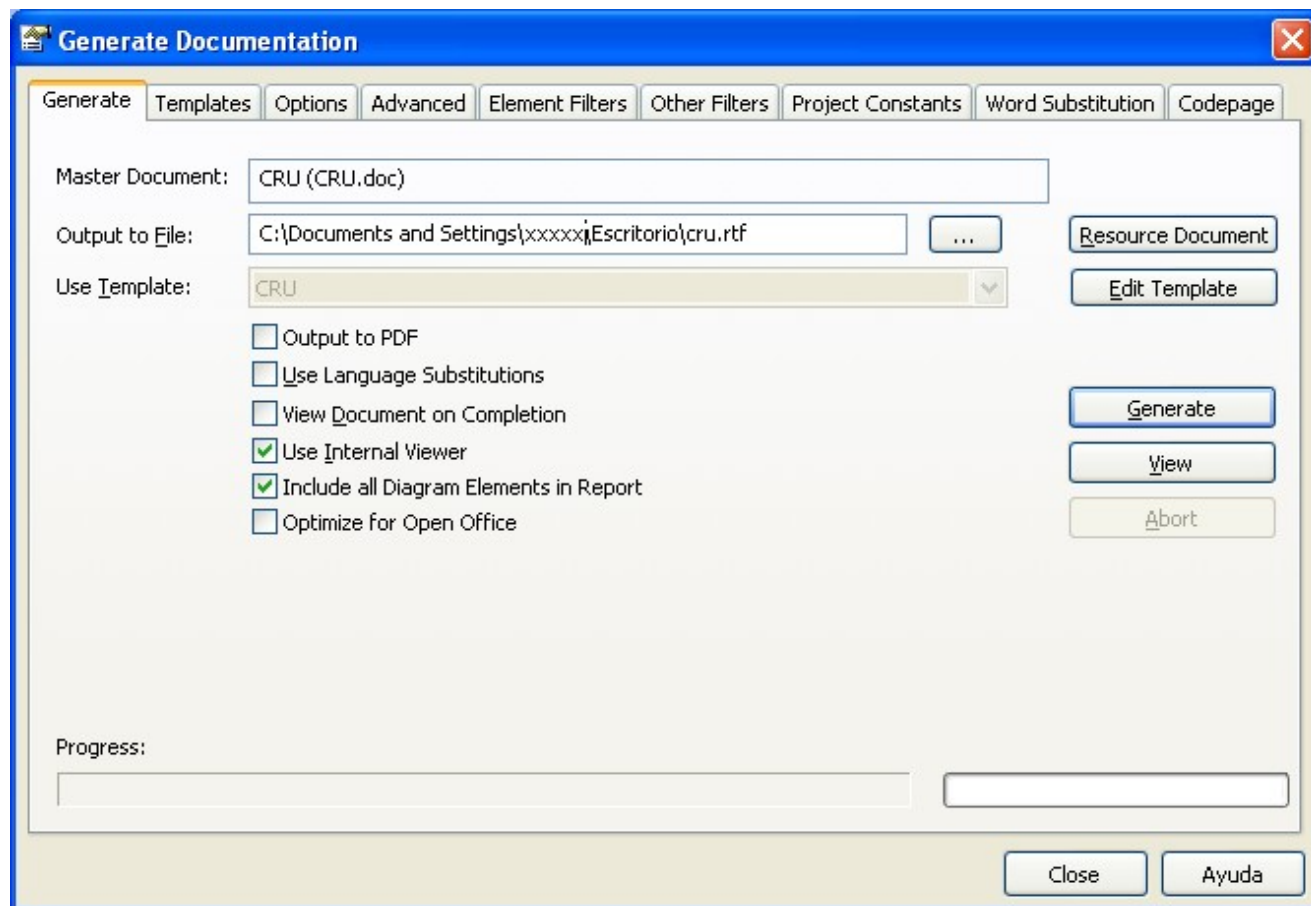 Generate Documentation
Generate Templates Options Advanced Element Filters Other Filters Project Constants Word Substitution Codepage
Master Document: CRU (CRU.doc)
Output to File: C:\Documents and Settings\xxxxx\Escritorio\cru.rtf ... Resource Document
Use Template: CRU Edit Template
Output to PDF
Use Language Substitutions
View Document on Completion Generate
Use Internal Viewer View
Include all Diagram Elements in Report
Optimize for Open Office Abort
Progress:
Close Ayuda